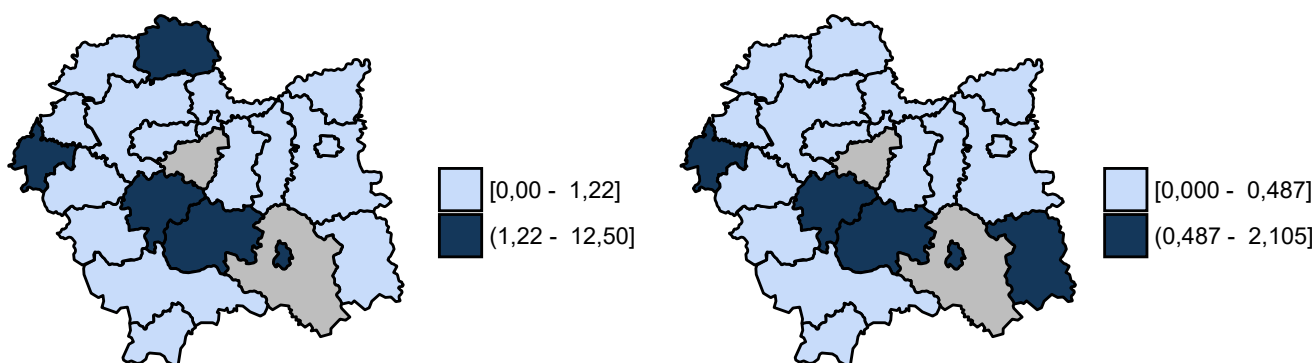 [0,00 - 1,22]
(1,22 - 12,50]
[0,000 - 0,487]
(0,487 - 2,105]